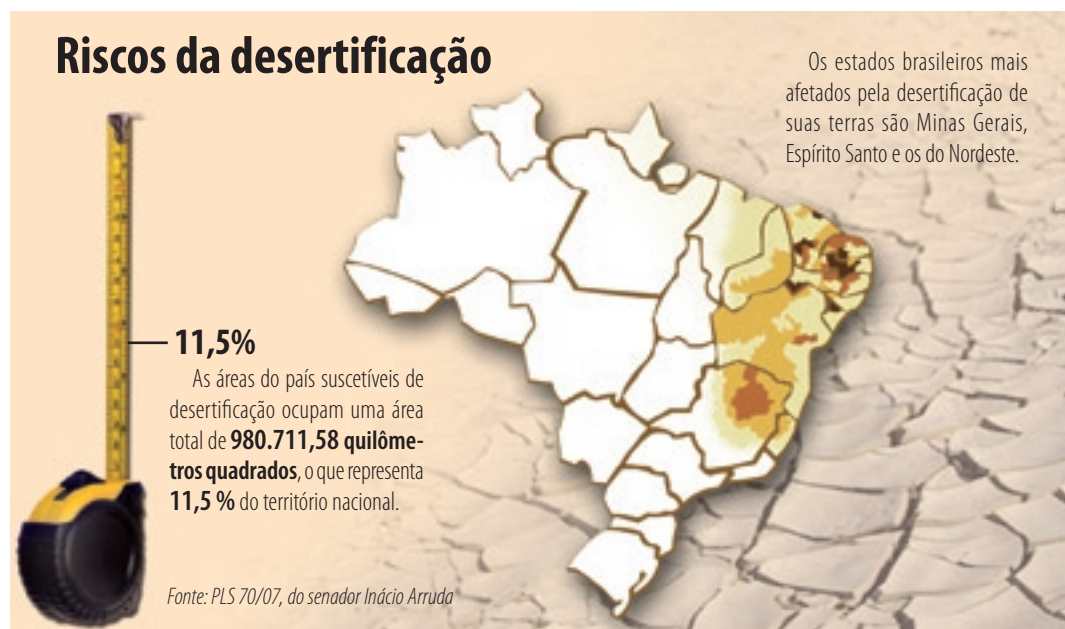 Riscos da desertificação
Os estados brasileiros mais
afetados pela desertificação de
suas terras são Minas Gerais,
Espírito Santo e os do Nordeste.
11,5%
As áreas do país suscetíveis de
desertificação ocupam uma área
total de 980.711,58 quilôme-
tros quadrados, o que representa
11,5 % do território nacional.
Fonte: PLS 70/07, do senador Inácio Arruda